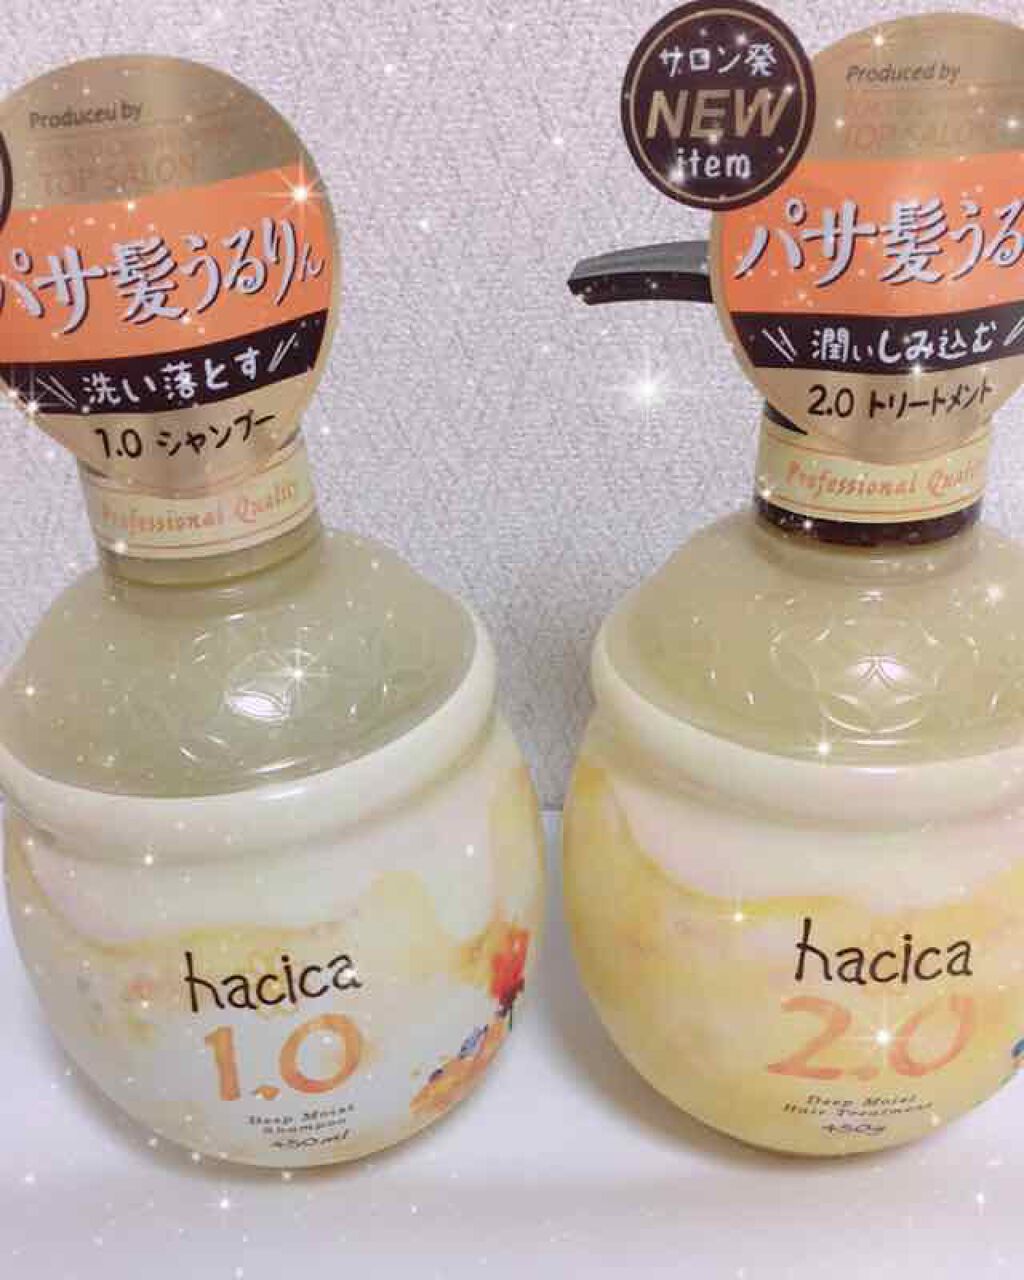 Produced by
TOP SALON
パサ髪うるりん
洗い落とす
1.0 シャンプー
Professional Quality
hacica
1.0
Deep Moist
Shampoo
450ml
サロン発
NEW
item
Produced by
TOP SALON
パサ髪うる
潤いしみ込む
2.0 トリートメント
Professional Quality
hacica
2.0
Deep Moist
Hair Treatment
450g